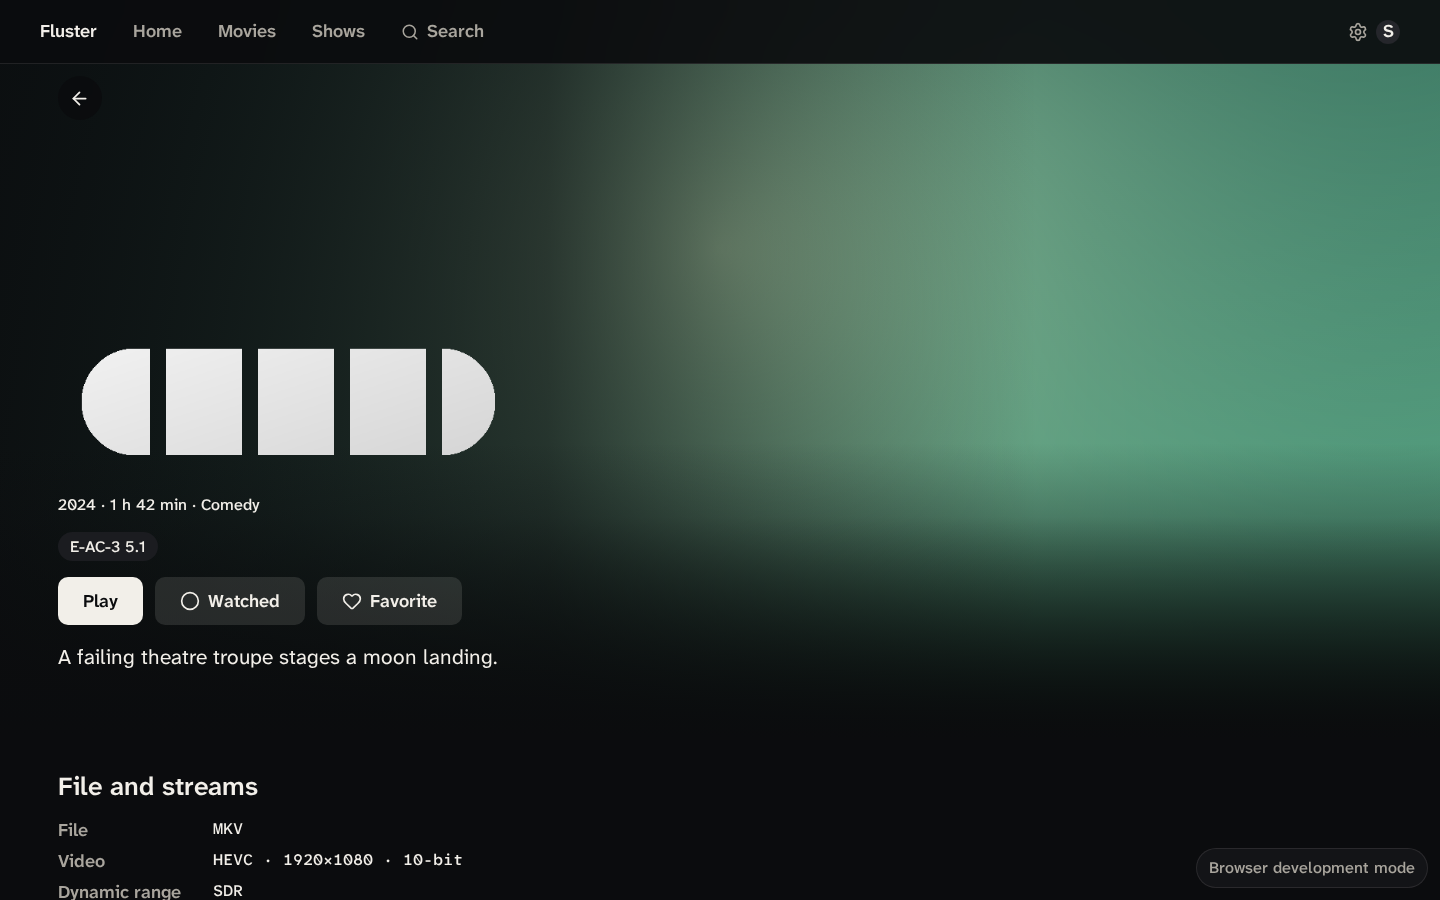 Fluster Home Movies Shows Search S
2024 · 1 h 42 min · Comedy
E-AC-3 5.1
Play Watched Favorite
A failing theatre troupe stages a moon landing.
File and streams
File MKV
Video HEVC · 1920×1080 · 10-bit
Browser development mode
Dynamic range SDR